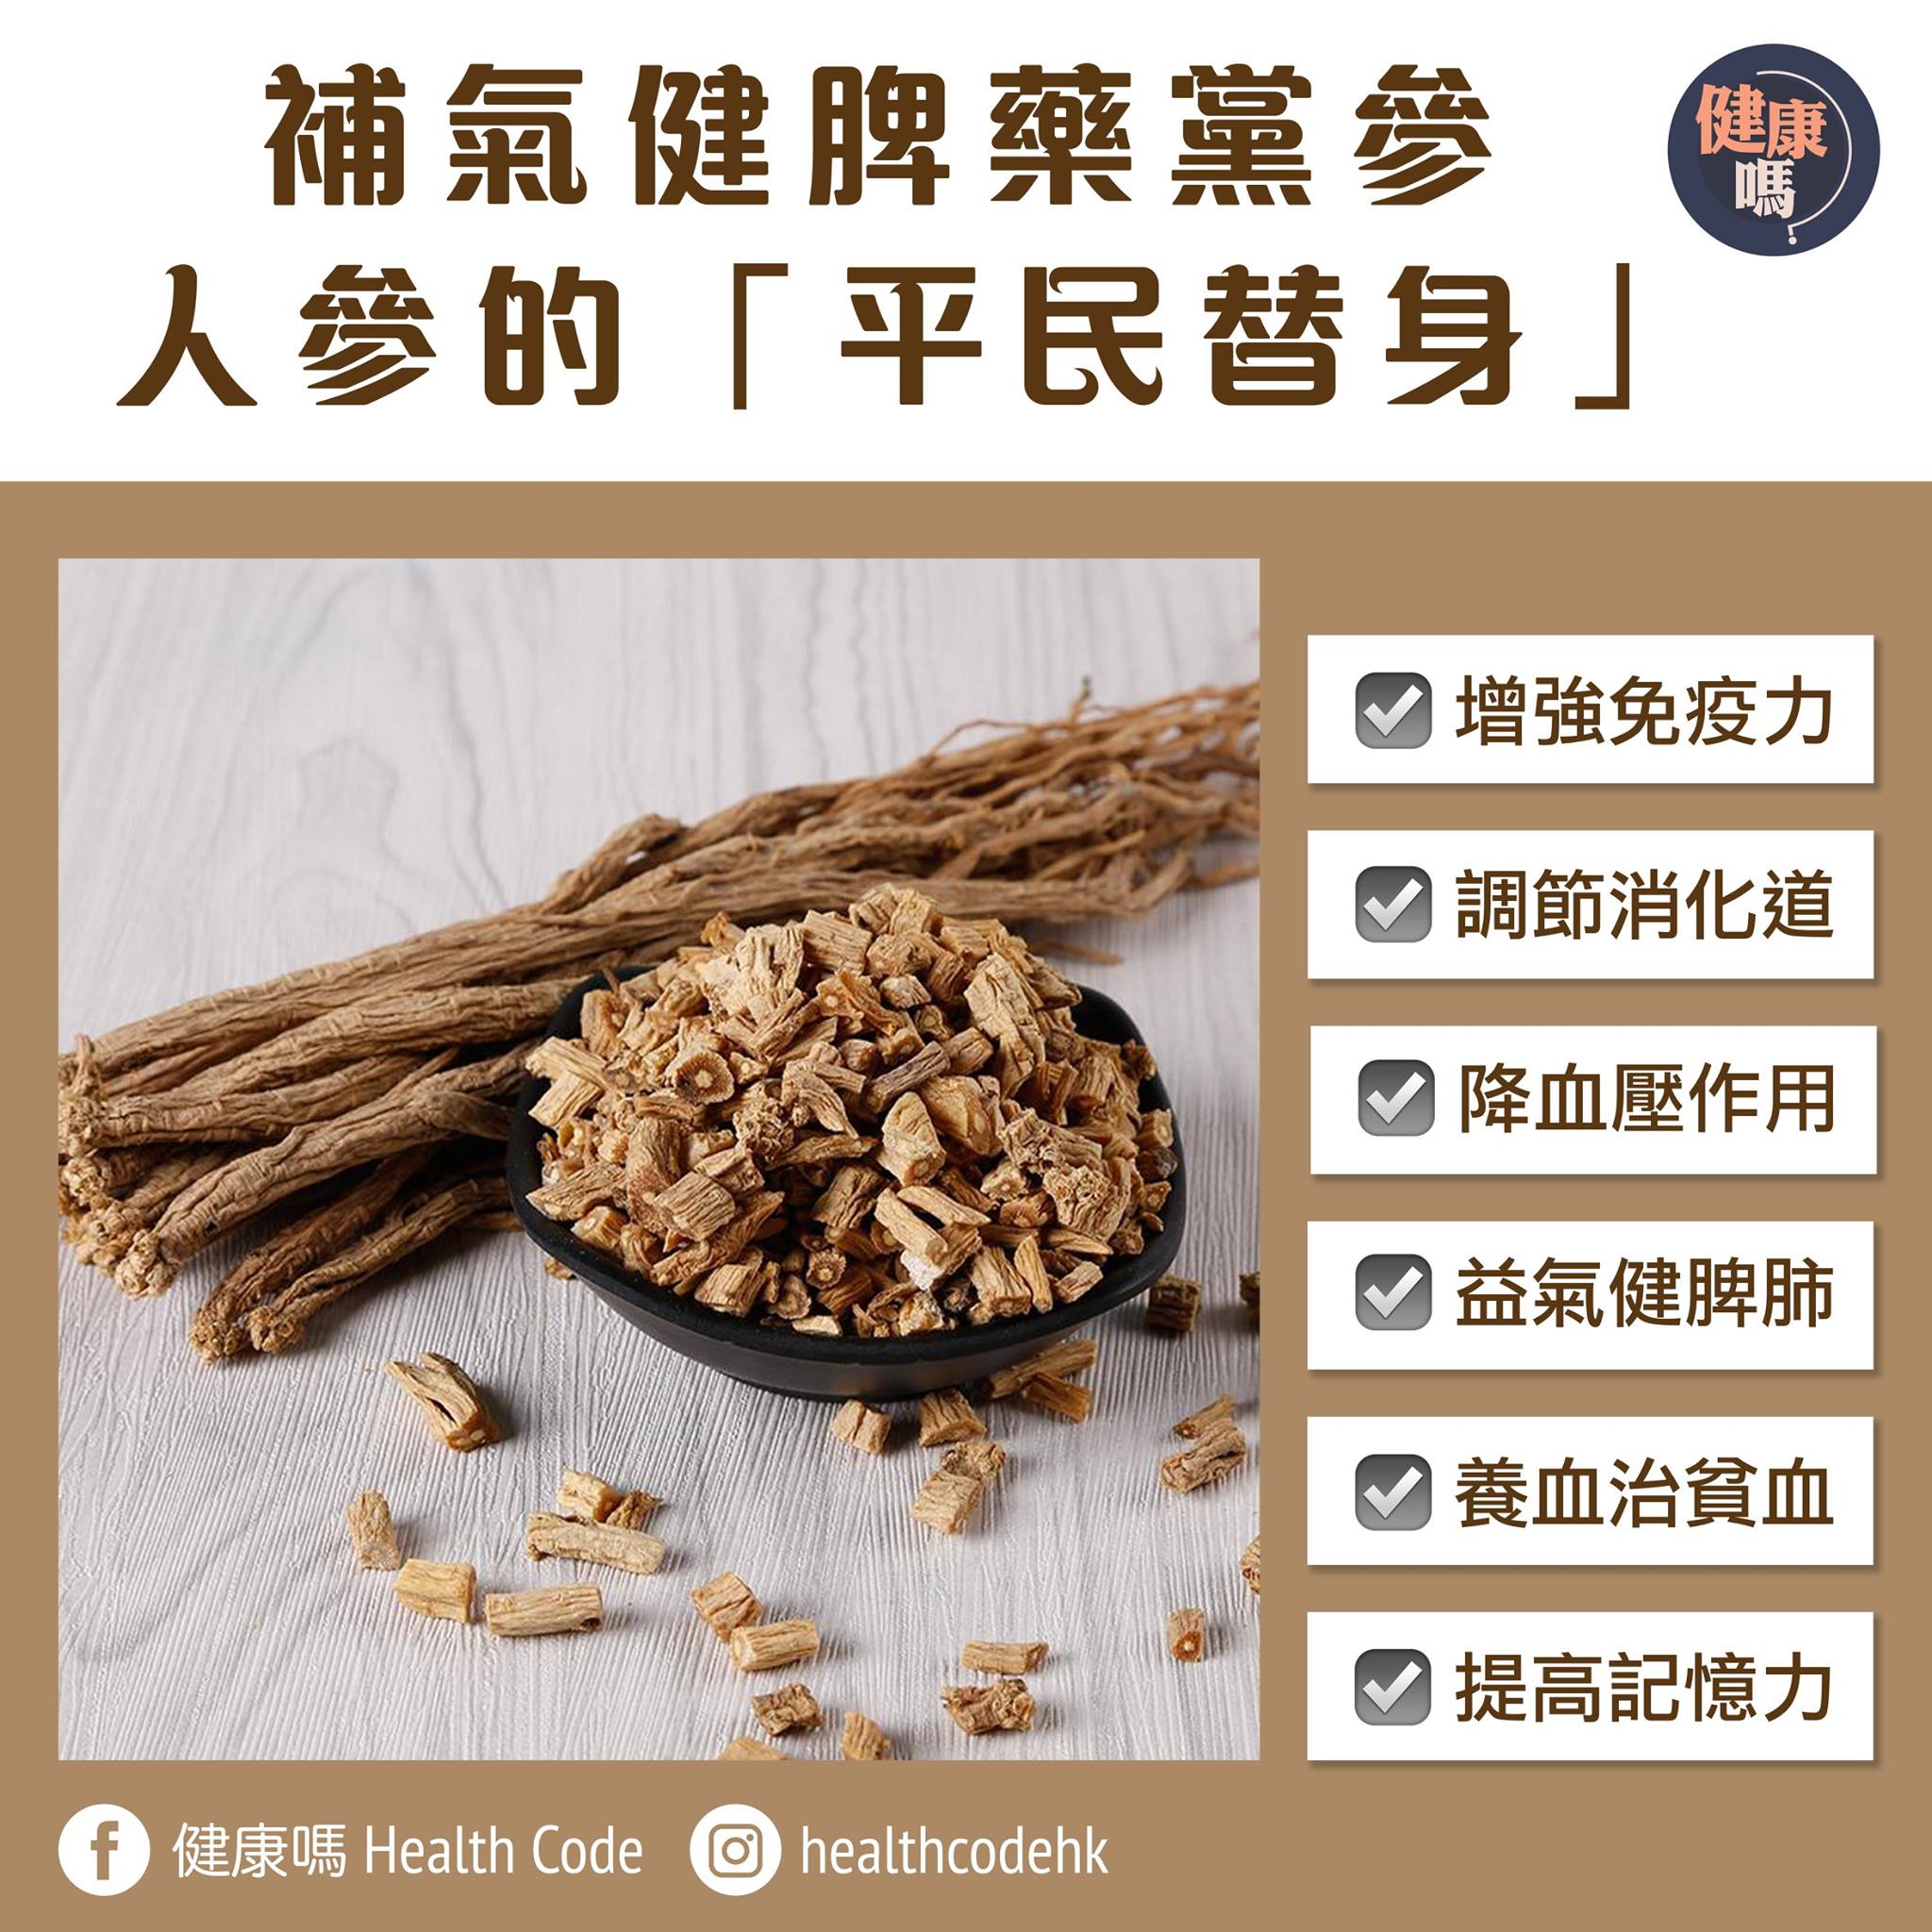 補氣健脾藥黨參
人參的「平民替身」
健康
嗎?
增強免疫力
調節消化道
降血壓作用
益氣健脾肺
養血治貧血
提高記憶力
健康嗎 Health Code
healthcodehk